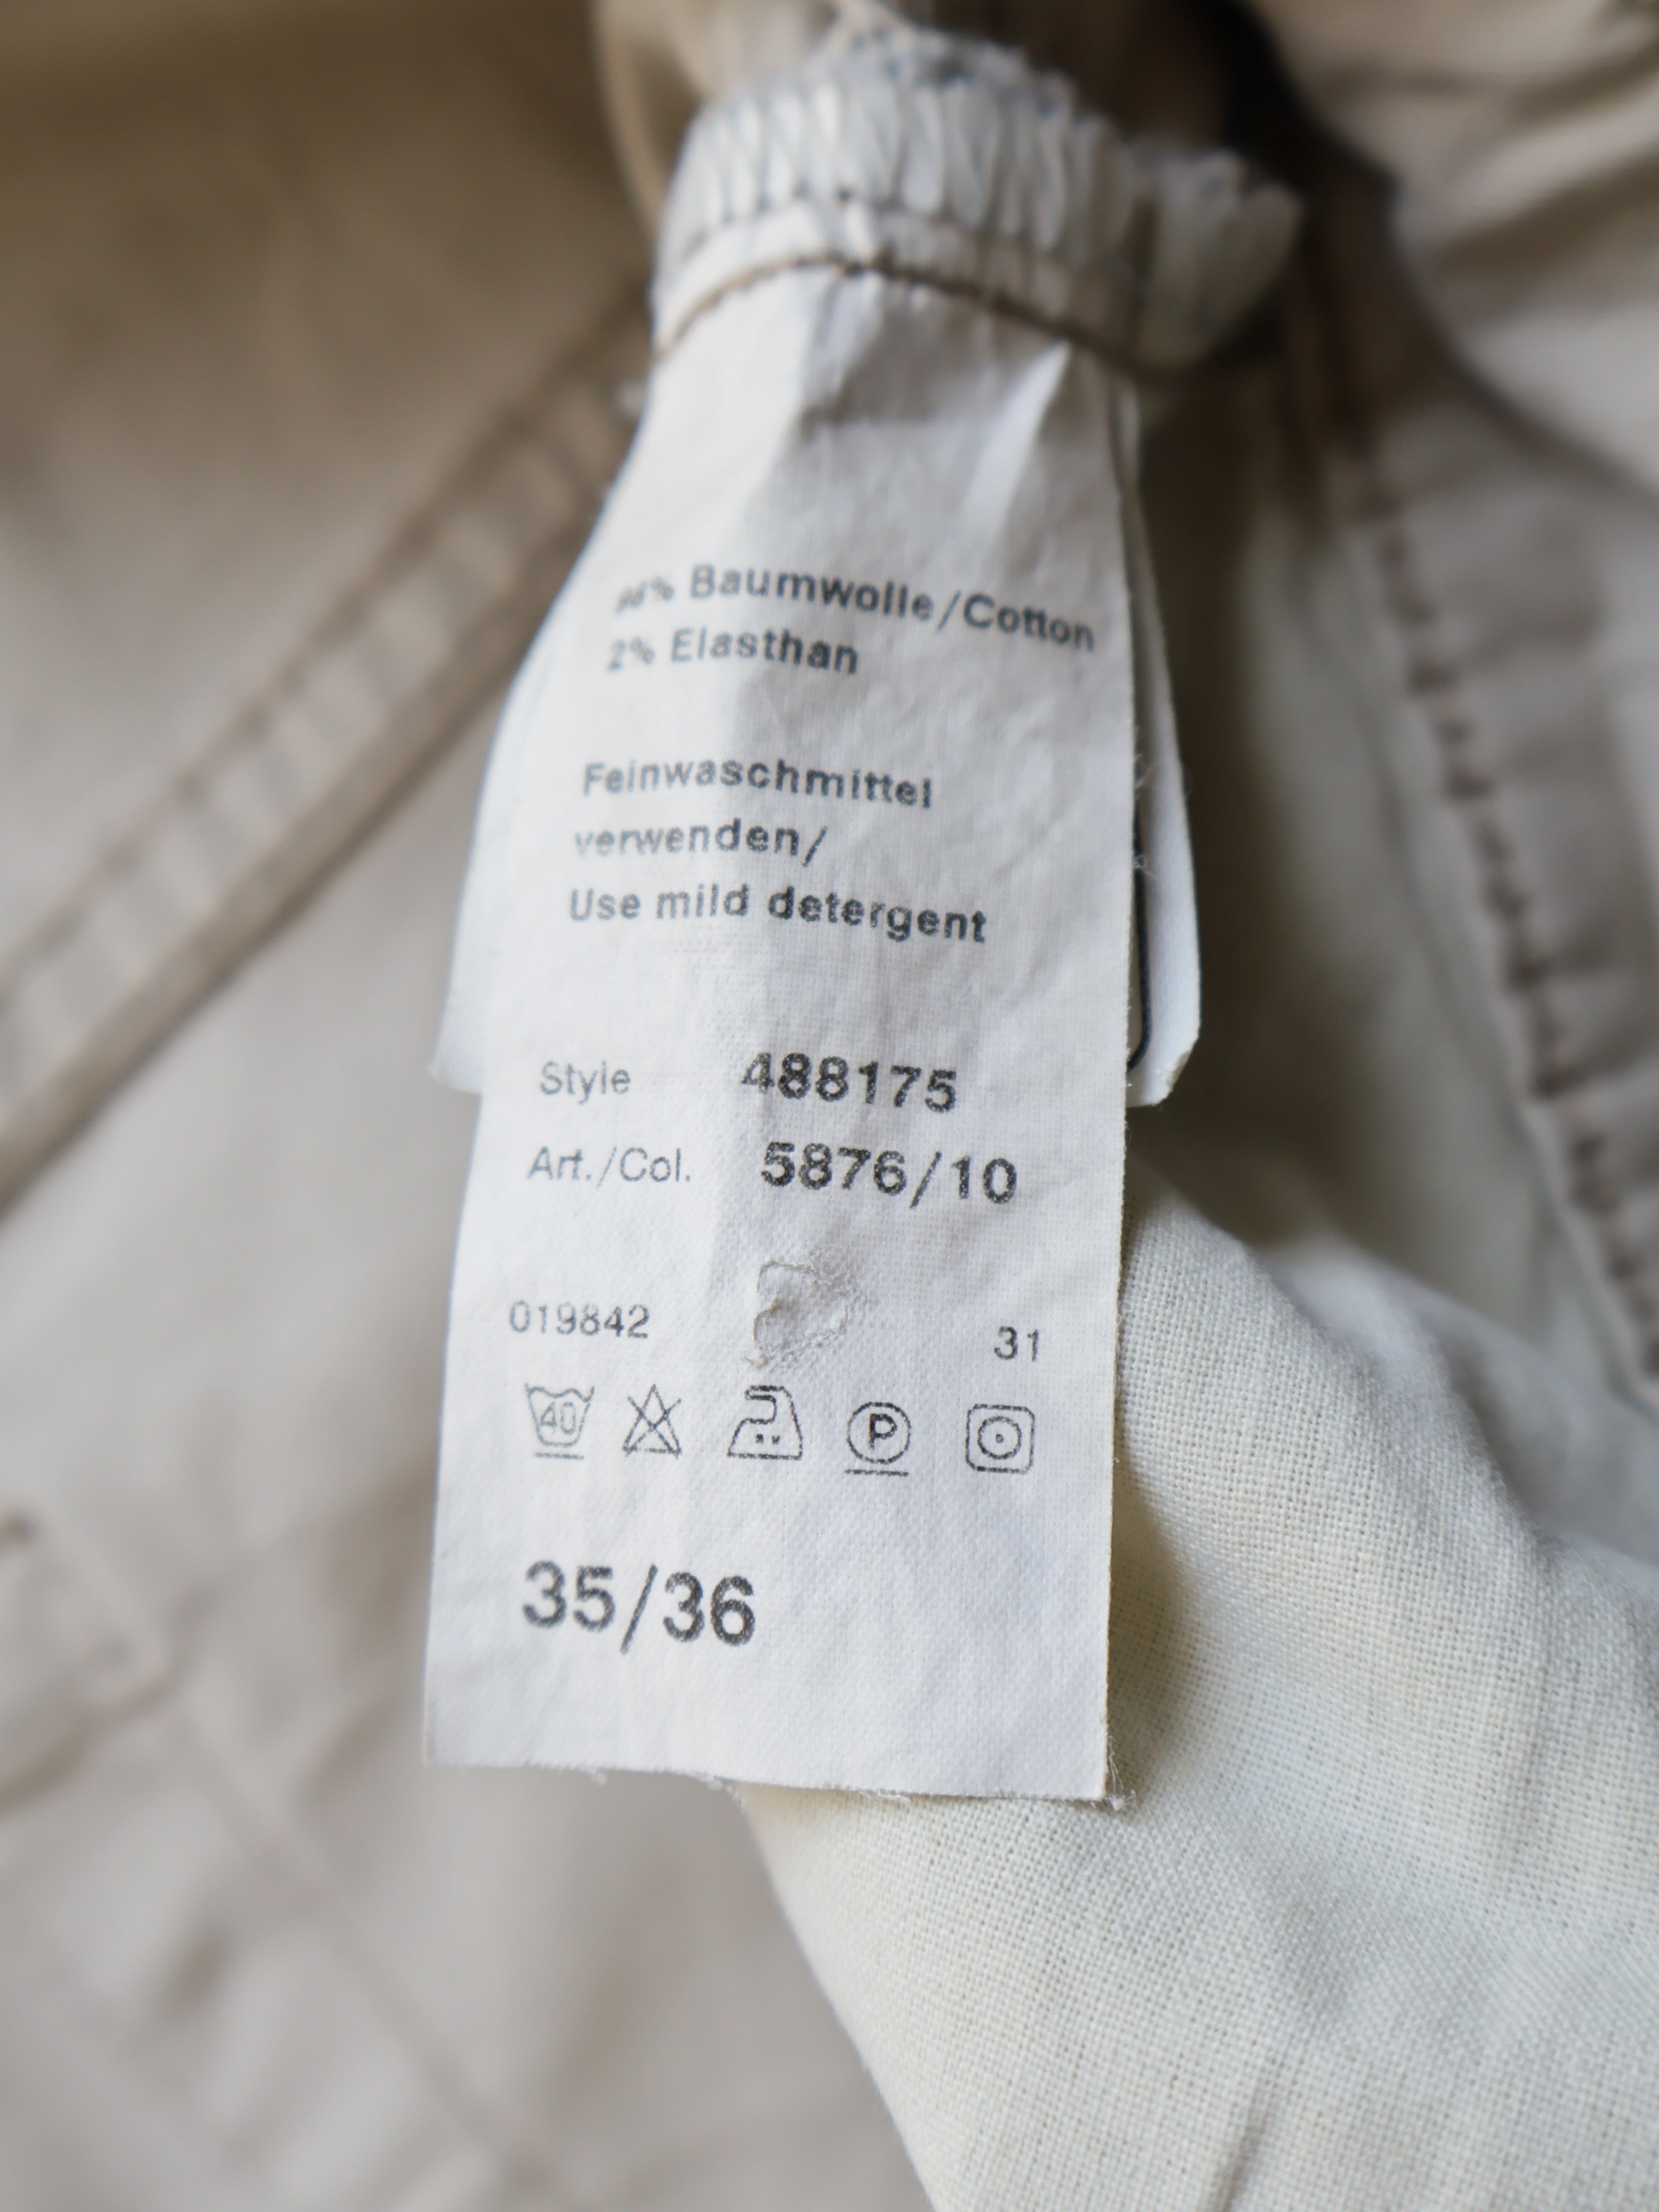 98% Baumwolle/Cotton
2% Elasthan
Feinwaschmittel
verwenden/
Use mild detergent
Style 488175
Art./Col. 5876/10
019842 31
40 P
35/36